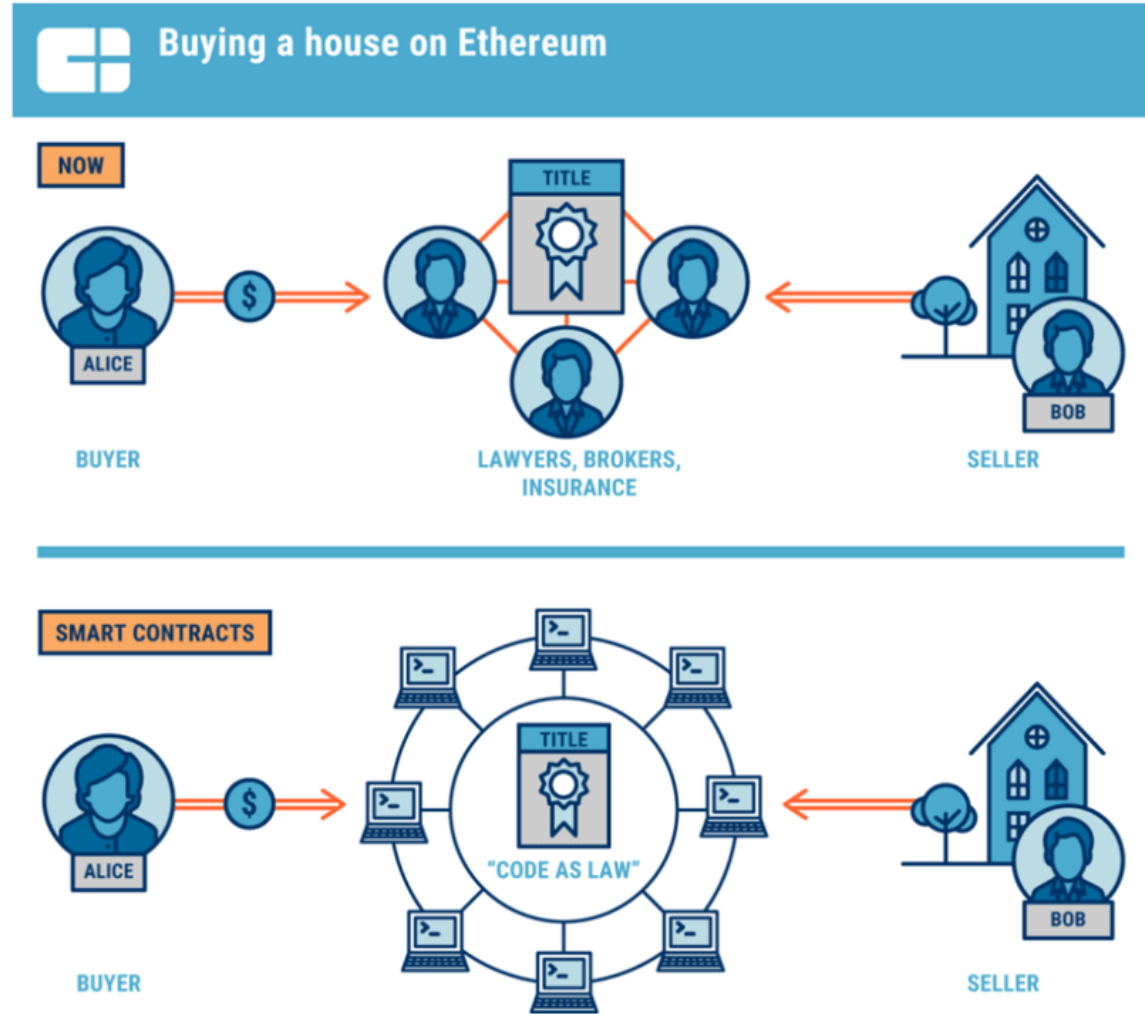 Buying a house on Ethereum
NOW
TITLE
$
ALICE
BOB
BUYER
LAWYERS, BROKERS,
INSURANCE
SELLER
SMART CONTRACTS
>_
>_
>_
TITLE
$
>_
>_
"CODE AS LAW"
ALICE
BOB
>_
>_
>_
BUYER
SELLER